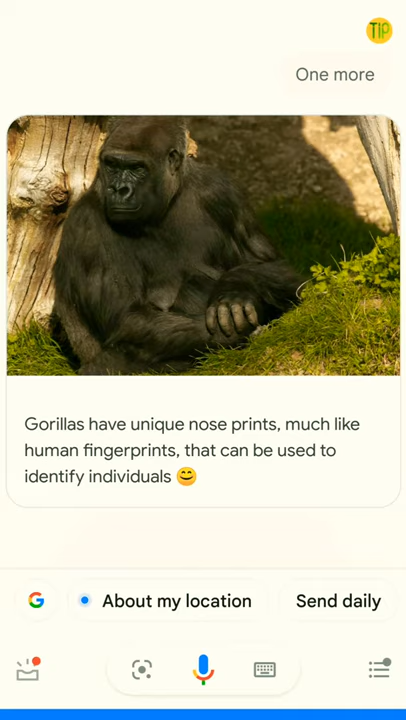 TIP
One more
Gorillas have unique nose prints, much like
human fingerprints, that can be used to
identify individuals 😊
G
About my location
Send daily